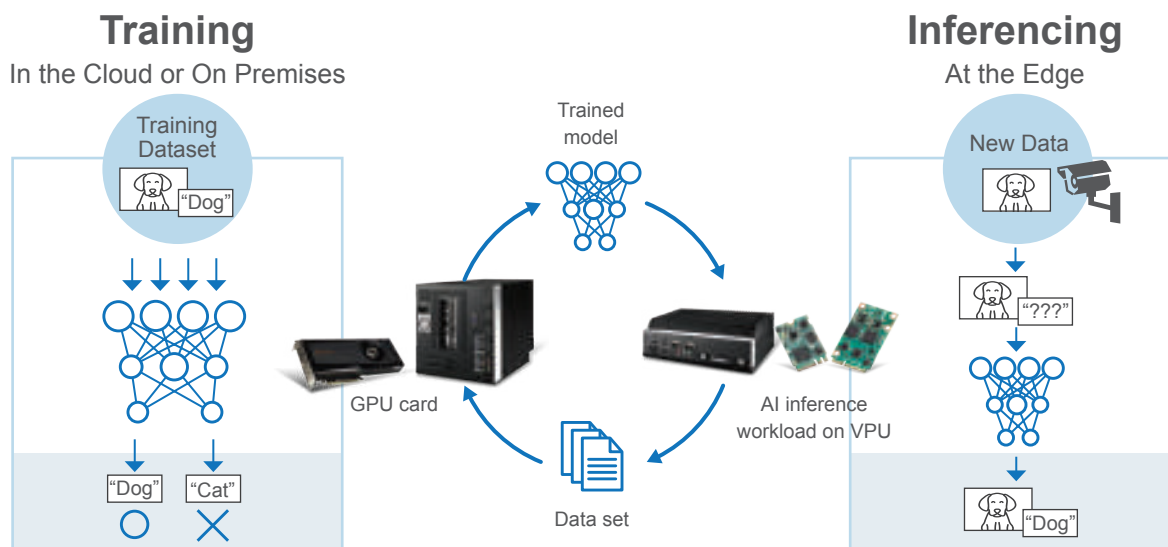 Training
In the Cloud or On Premises
Training
Dataset
“Dog”
“Dog”
“Cat”
Trained
model
GPU card
AI inference
workload on VPU
Data set
Inferencing
At the Edge
New Data
“???”
“Dog”